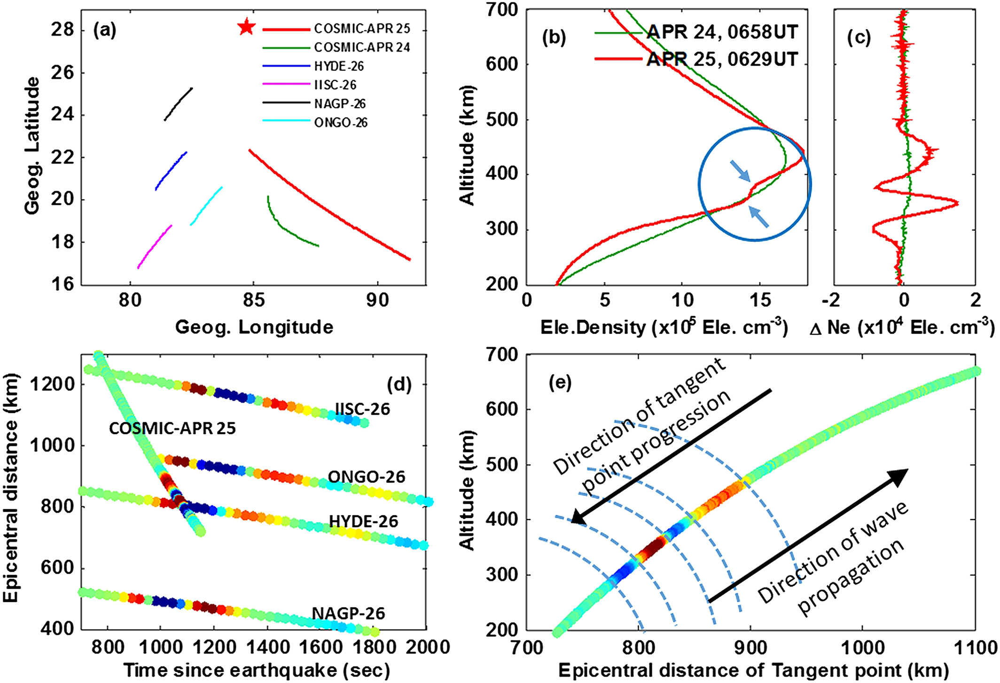 (a)
COSMIC-APR 25
COSMIC-APR 24
HYDE-26
IISC-26
NAGP-26
ONGO-26
28
26
24
22
20
18
16
Geog. Latitude
80
85
90
Geog. Longitude
(b)
APR 24, 0658UT
APR 25, 0629UT
700
600
500
400
300
200
Altitude (km)
0
5
10
15
Ele.Density (x10⁵ Ele. cm⁻³)
(c)
-2
0
2
Δ Ne (x10⁴ Ele. cm⁻³)
(d)
IISC-26
COSMIC-APR 25
ONGO-26
HYDE-26
NAGP-26
1200
1000
800
600
400
Epicentral distance (km)
800
1000
1200
1400
1600
1800
2000
Time since earthquake (sec)
(e)
Direction of tangent
point progression
Direction of wave
propagation
700
600
500
400
300
200
Altitude (km)
700
800
900
1000
1100
Epicentral distance of Tangent point (km)